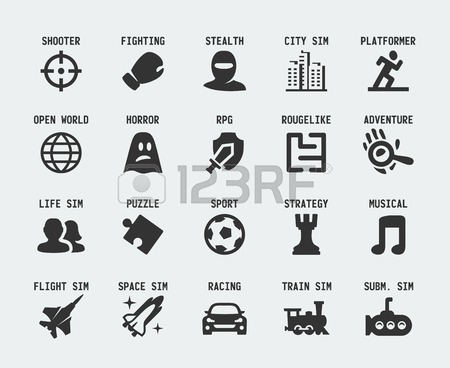 SHOOTER FIGHTING STEALTH CITY SIM PLATFORMER
OPEN WORLD HORROR RPG ROUGELIKE ADVENTURE
123RF
LIFE SIM PUZZLE SPORT STRATEGY MUSICAL
FLIGHT SIM SPACE SIM RACING TRAIN SIM SUBM. SIM